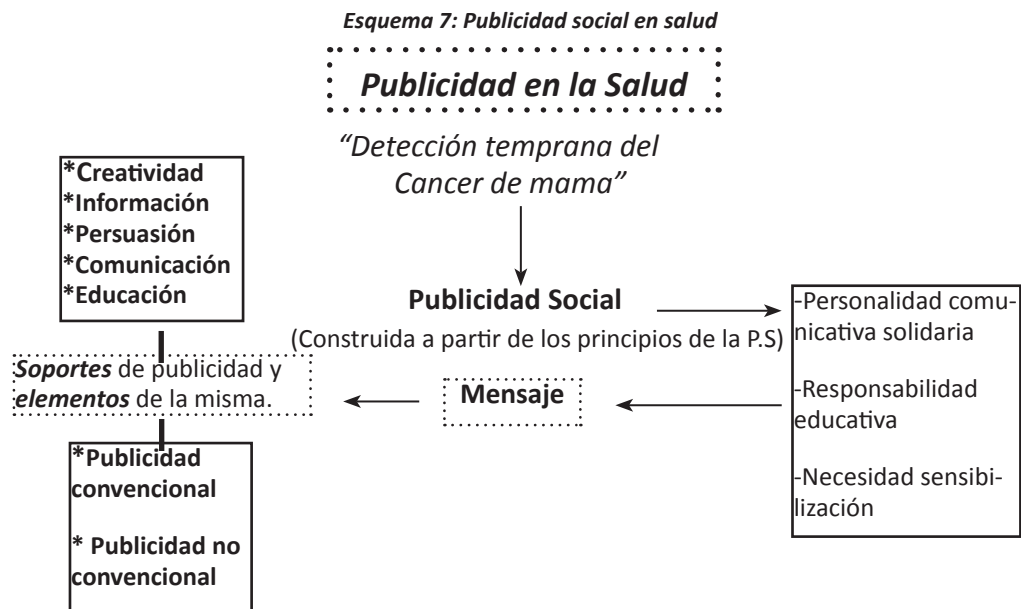 Esquema 7: Publicidad social en salud
Publicidad en la Salud
“Detección temprana del
Cancer de mama”
*Creatividad
*Información
*Persuasión
*Comunicación
*Educación
Publicidad Social
(Construida a partir de los principios de la P.S)
-Personalidad comu-
nicativa solidaria
-Responsabilidad
educativa
-Necesidad sensibi-
lización
Mensaje
Soportes de publicidad y
elementos de la misma.
*Publicidad
convencional
* Publicidad no
convencional